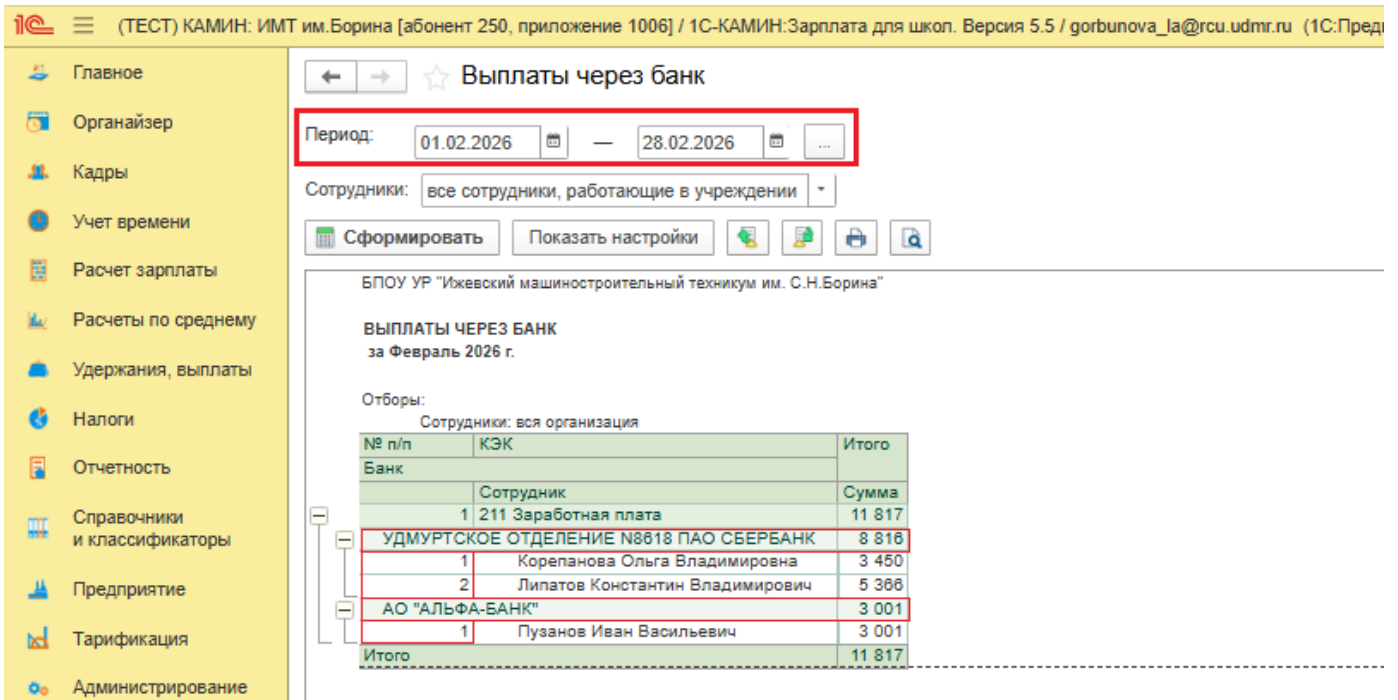 1С (ТЕСТ) КАМИН: ИМТ им.Борина [абонент 250, приложение 1006] / 1С-КАМИН:Зарплата для школ. Версия 5.5 / gorbunova_la@rcu.udmr.ru (1С:Пред
Главное
Органайзер
Кадры
Учет времени
Расчет зарплаты
Расчеты по среднему
Удержания, выплаты
Налоги
Отчетность
Справочники
и классификаторы
Предприятие
Тарификация
Администрирование
Выплаты через банк
Период: 01.02.2026 — 28.02.2026 ...
Сотрудники: все сотрудники, работающие в учреждении
Сформировать Показать настройки
БПОУ УР "Ижевский машиностроительный техникум им. С.Н.Борина"
ВЫПЛАТЫ ЧЕРЕЗ БАНК
за Февраль 2026 г.
Отборы:
Сотрудники: вся организация
№ п/п КЭК Итого
Банк
Сотрудник Сумма
1 211 Заработная плата 11 817
УДМУРТСКОЕ ОТДЕЛЕНИЕ N8618 ПАО СБЕРБАНК 8 816
1 Корепанова Ольга Владимировна 3 450
2 Липатов Константин Владимирович 5 366
АО "АЛЬФА-БАНК" 3 001
1 Пузанов Иван Васильевич 3 001
Итого 11 817